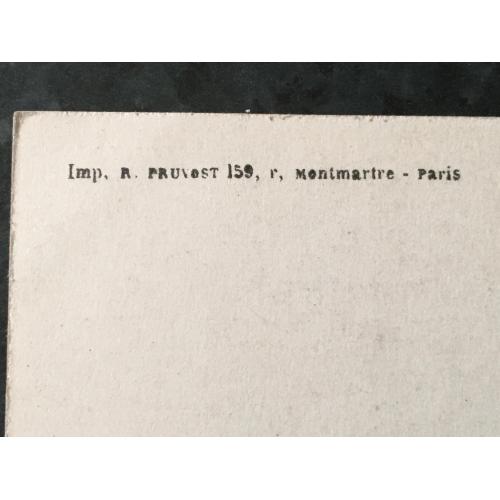 Imp. R. PRUVOST 159, r, Montmartre - Paris